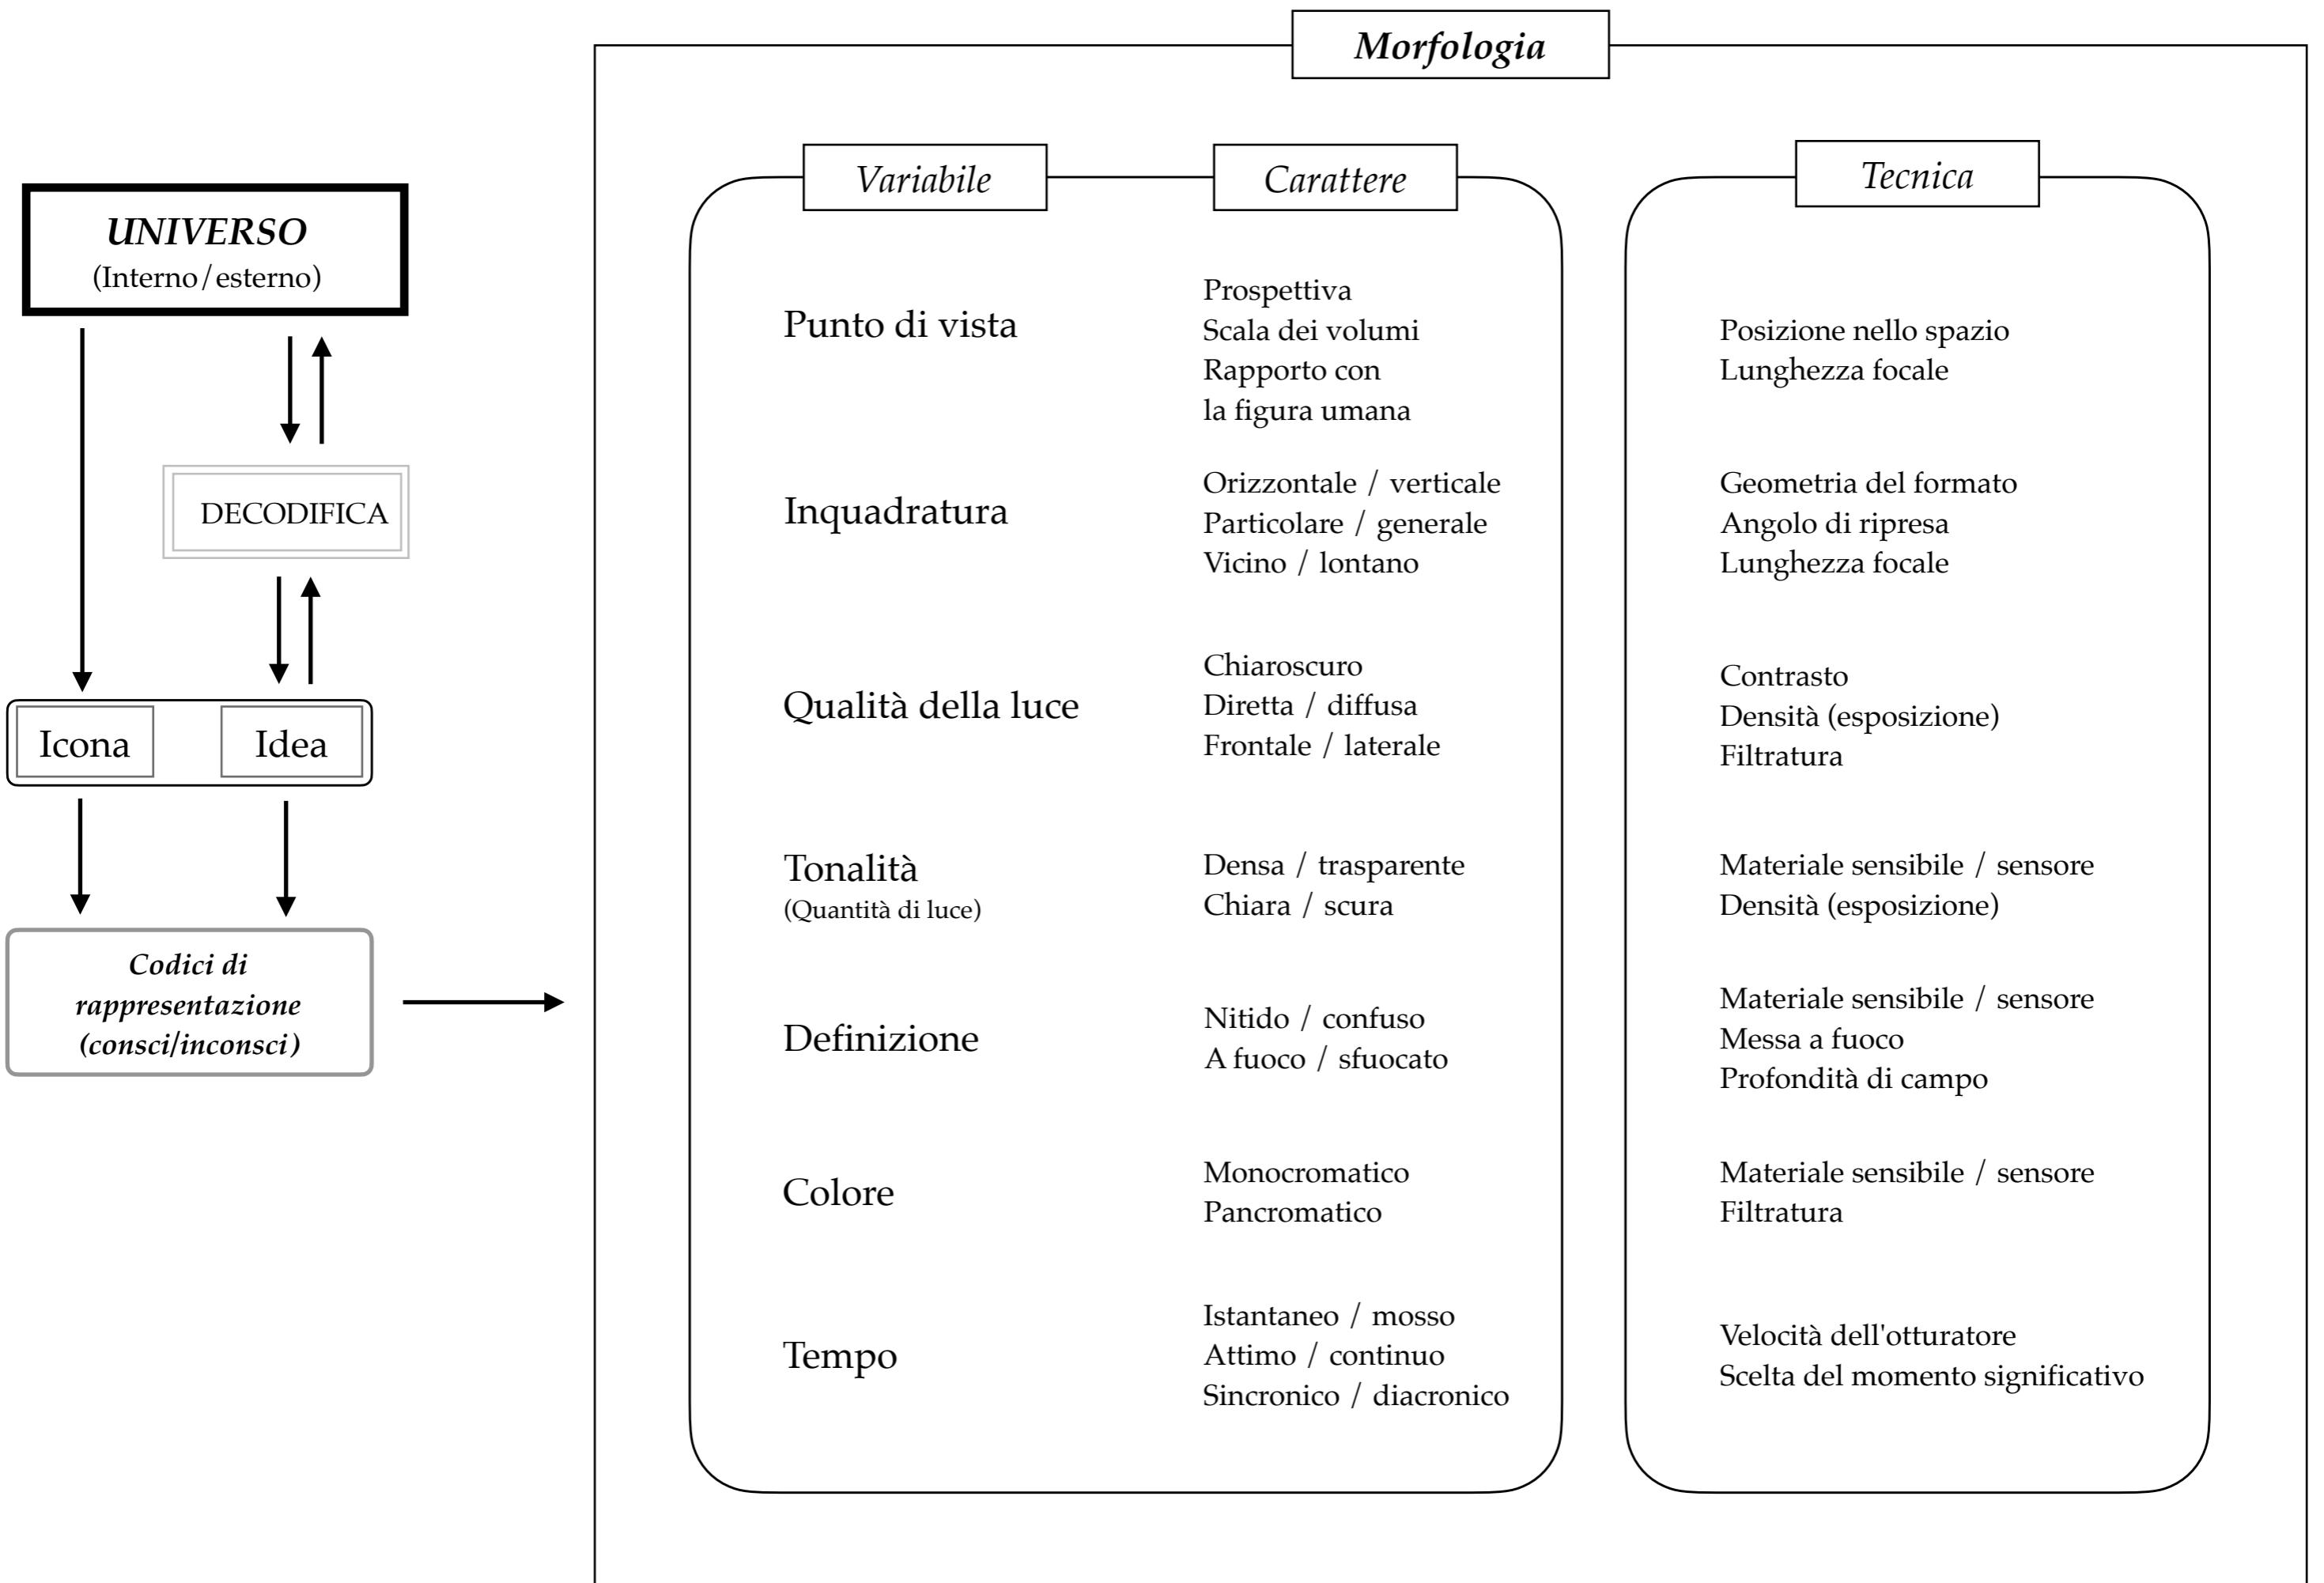 Morfologia
UNIVERSO
(Interno/esterno)
DECODIFICA
Icona
Idea
Codici di
rappresentazione
(consci/inconsci)
Variabile
Carattere
Tecnica
Punto di vista
Prospettiva
Scala dei volumi
Rapporto con
la figura umana
Posizione nello spazio
Lunghezza focale
Inquadratura
Orizzontale / verticale
Particolare / generale
Vicino / lontano
Geometria del formato
Angolo di ripresa
Lunghezza focale
Qualità della luce
Chiaroscuro
Diretta / diffusa
Frontale / laterale
Contrasto
Densità (esposizione)
Filtratura
Tonalità
(Quantità di luce)
Densa / trasparente
Chiara / scura
Materiale sensibile / sensore
Densità (esposizione)
Definizione
Nitido / confuso
A fuoco / sfuocato
Materiale sensibile / sensore
Messa a fuoco
Profondità di campo
Colore
Monocromatico
Pancromatico
Materiale sensibile / sensore
Filtratura
Tempo
Istantaneo / mosso
Attimo / continuo
Sincronico / diacronico
Velocità dell'otturatore
Scelta del momento significativo